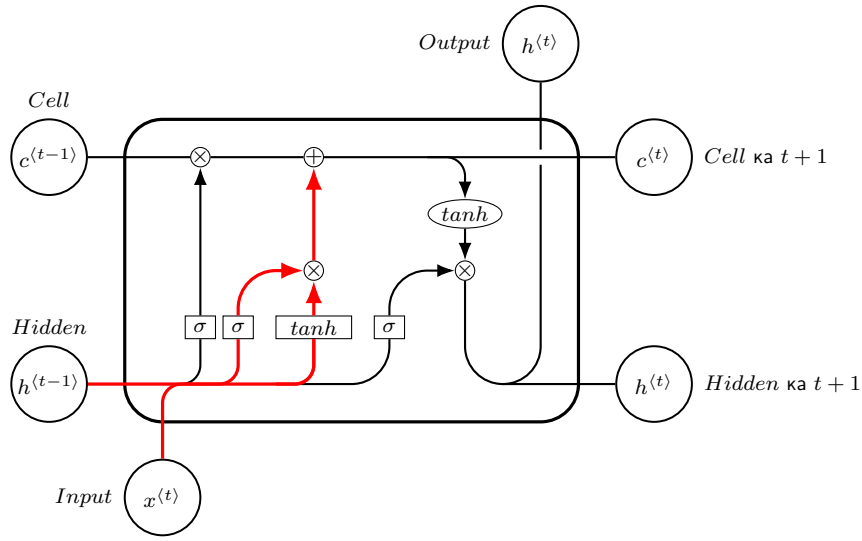 Output h⟨t⟩
Cell
c⟨t−1⟩ × + c⟨t⟩ Cell ка t + 1
tanh
× ×
Hidden σ σ tanh σ
h⟨t−1⟩ h⟨t⟩ Hidden ка t + 1
Input x⟨t⟩